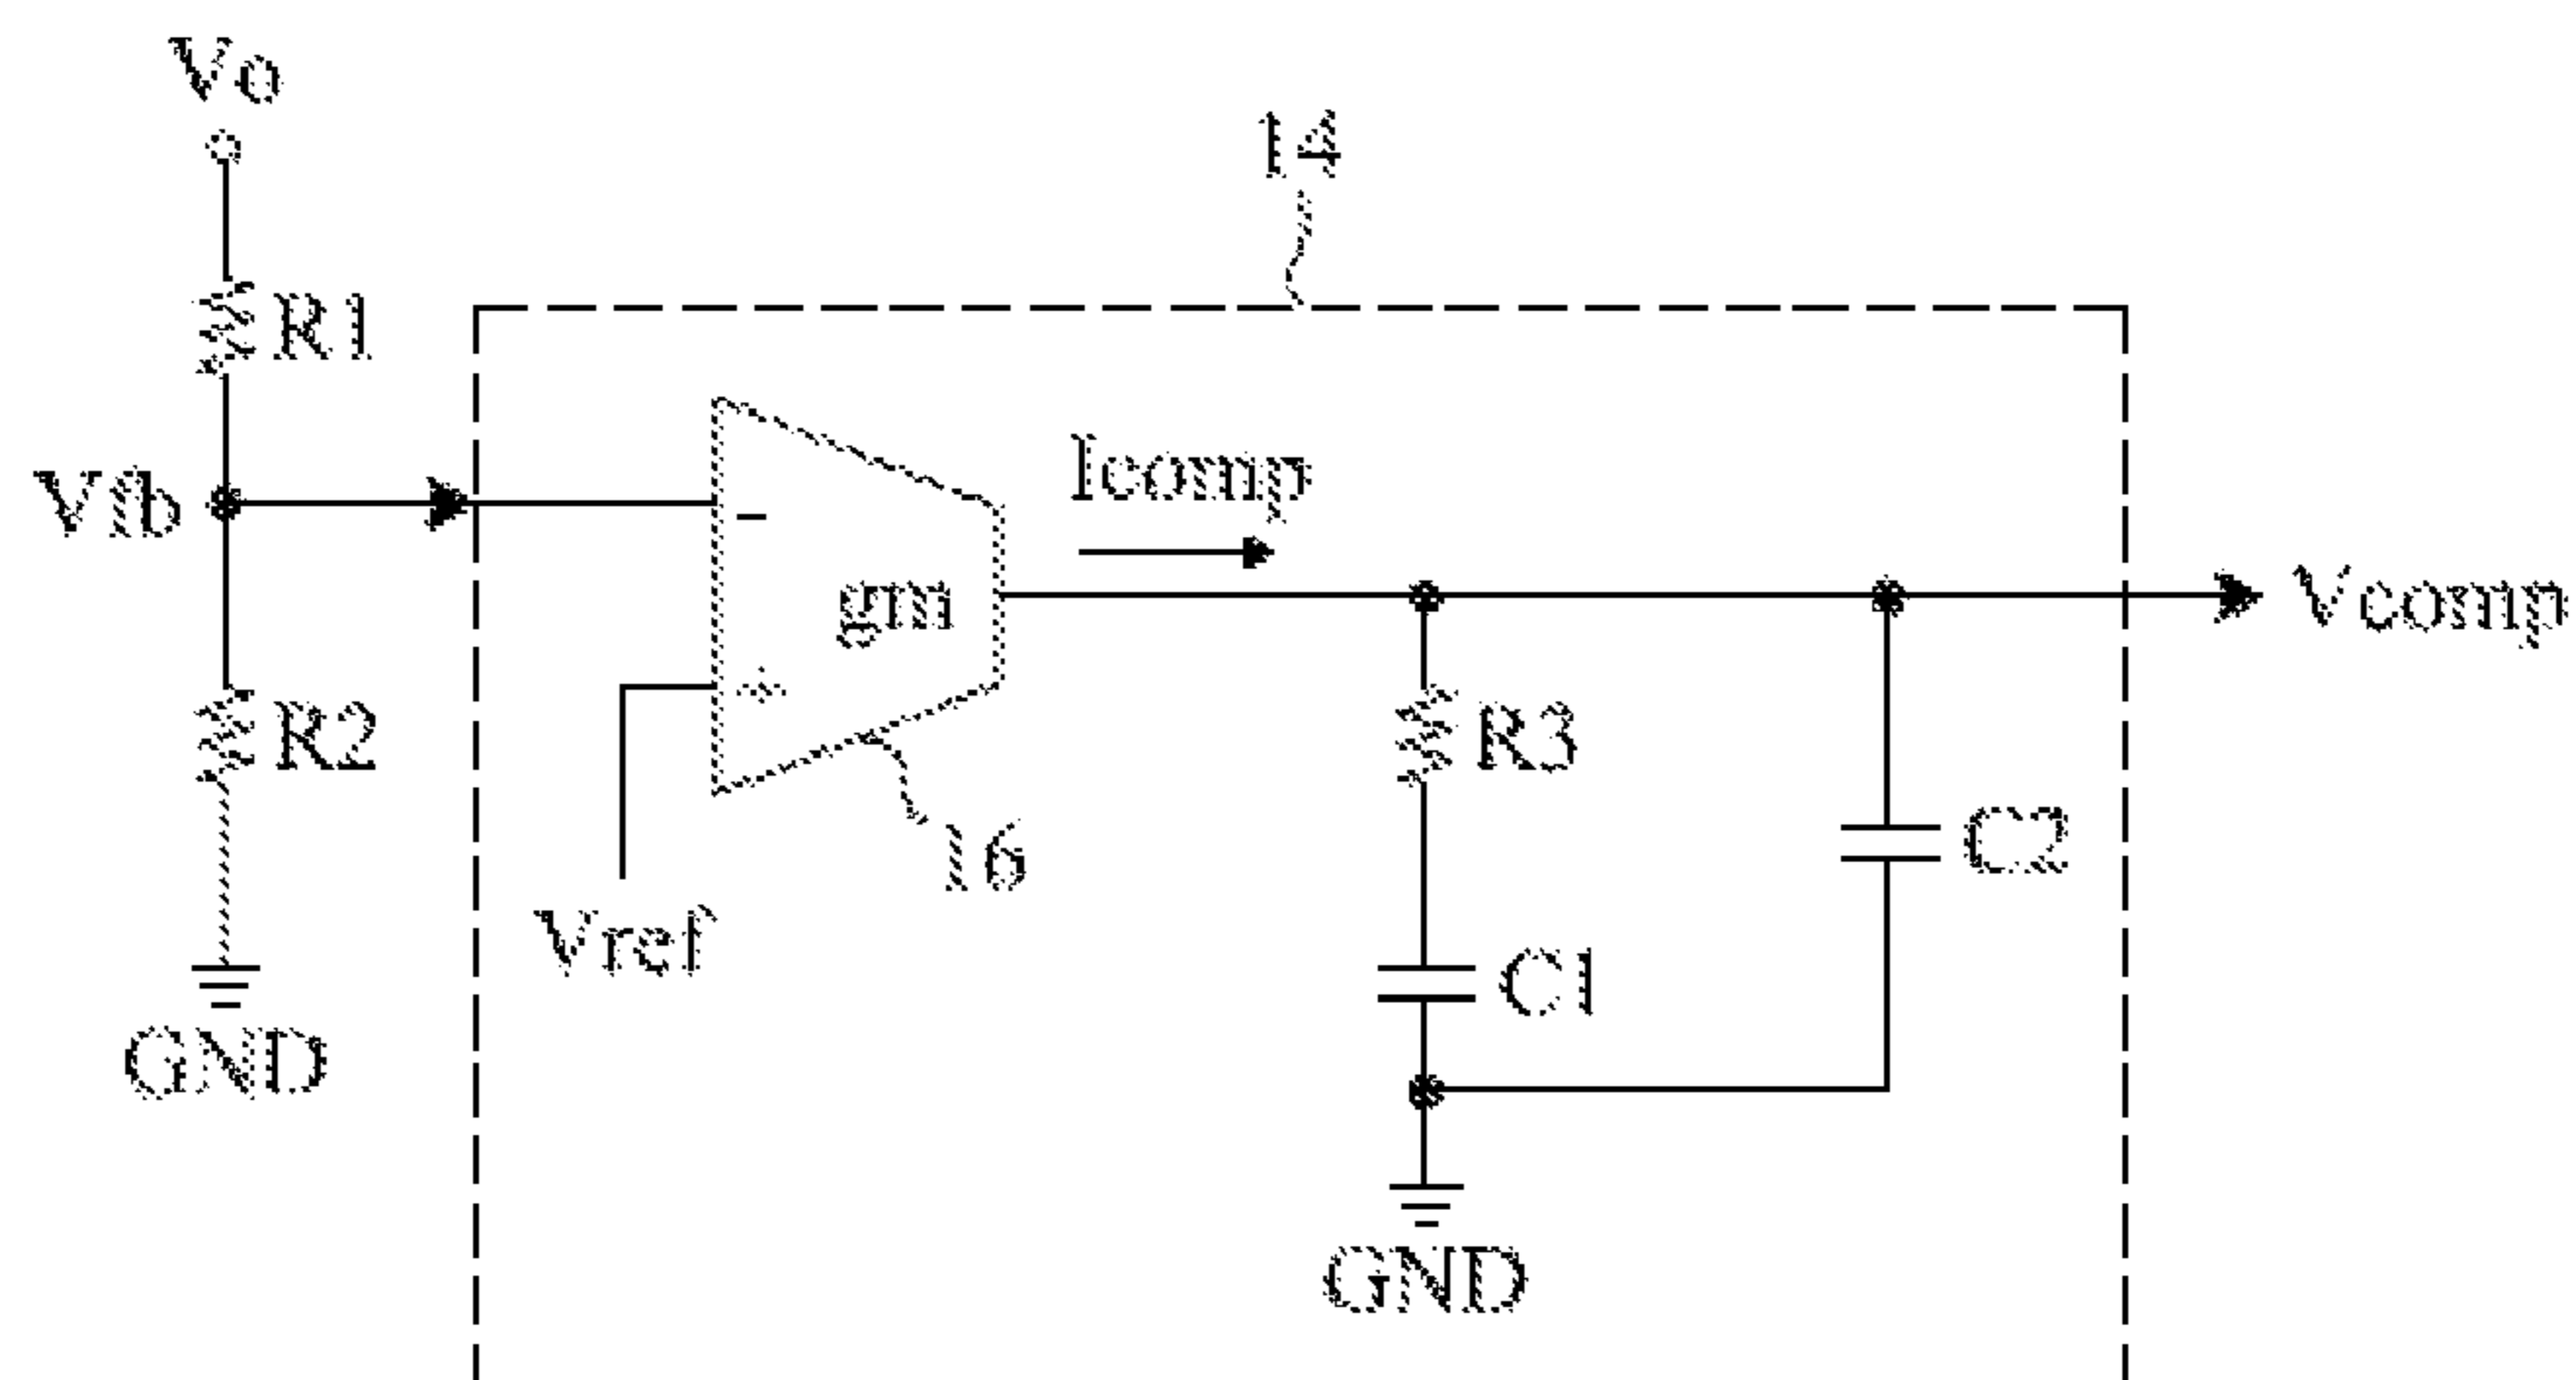 Vo
14
R1
Vfb
-
gm
+
Icomp
Vcomp
R2
R3
16
C2
Vref
C1
GND
GND